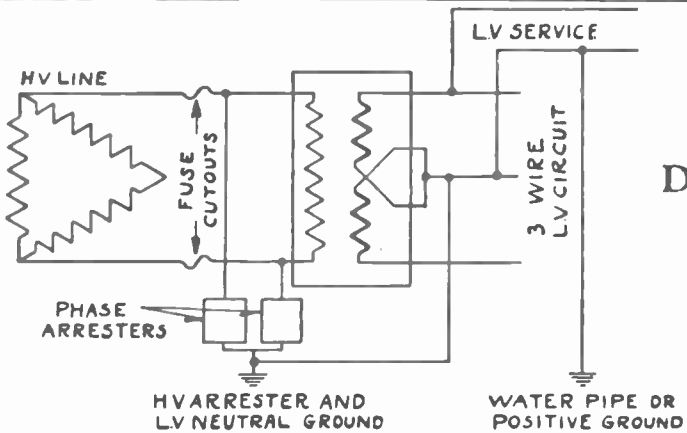 L.V SERVICE
HV LINE
FUSE
CUTOUTS
3 WIRE
L.V CIRCUIT
D
PHASE
ARRESTERS
HV ARRESTER AND
L.V NEUTRAL GROUND
WATER PIPE OR
POSITIVE GROUND